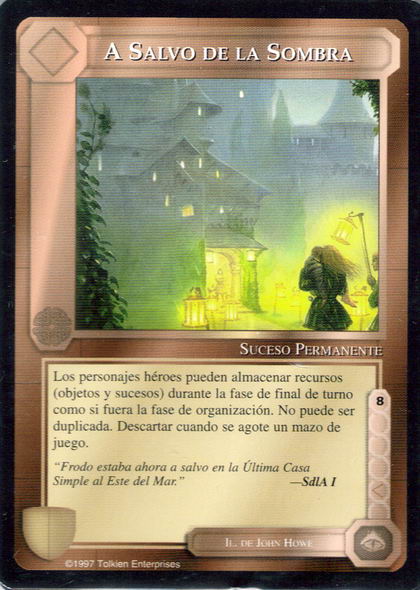 A Salvo de la Sombra
Suceso Permanente
Los personajes héroes pueden almacenar recursos
(objetos y sucesos) durante la fase de final de turno
como si fuera la fase de organización. No puede ser
duplicada. Descartar cuando se agote un mazo de
juego.
8
"Frodo estaba ahora a salvo en la Última Casa
Simple al Este del Mar." —SdlA I
Il. de John Howe
©1997 Tolkien Enterprises